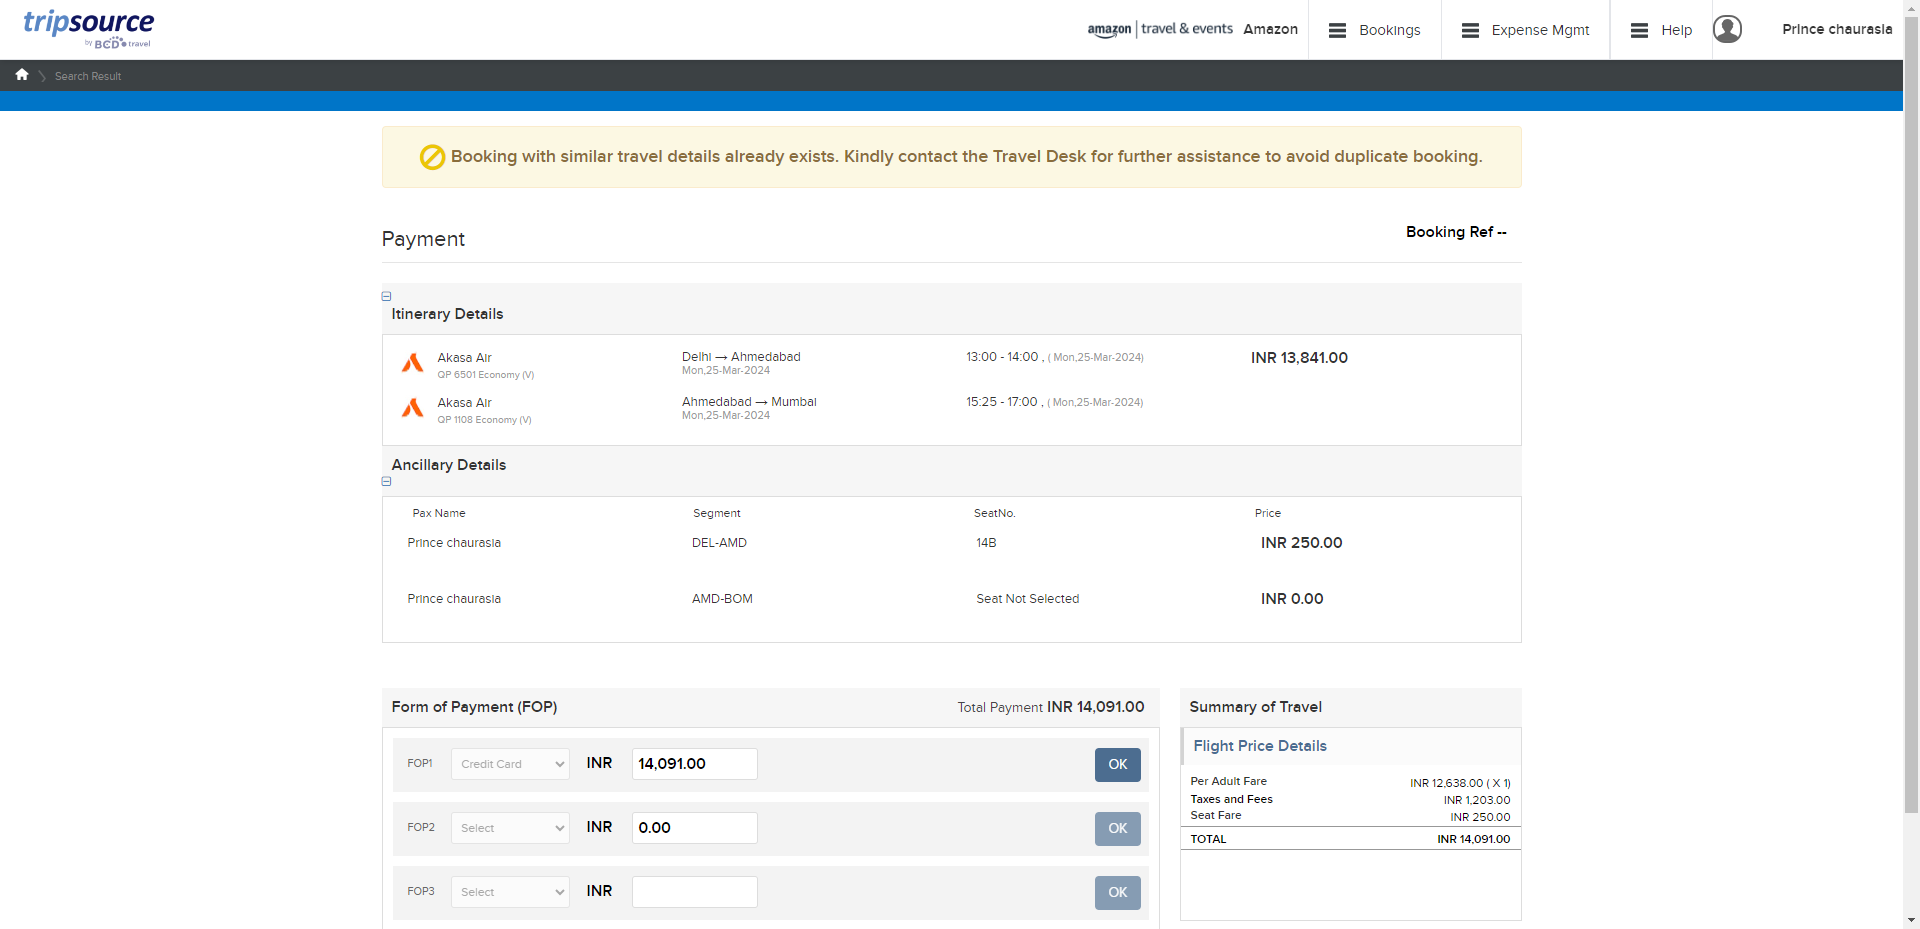 tripsource
by BCD travel
amazon | travel & events Amazon
Bookings
Expense Mgmt
Help
Prince chaurasia
Search Result
Booking with similar travel details already exists. Kindly contact the Travel Desk for further assistance to avoid duplicate booking.
Payment
Booking Ref --
Itinerary Details
Akasa Air Delhi → Ahmedabad 13:00 - 14:00 , ( Mon,25-Mar-2024) INR 13,841.00
QP 6501 Economy (V) Mon,25-Mar-2024
Akasa Air Ahmedabad → Mumbai 15:25 - 17:00 , ( Mon,25-Mar-2024)
QP 1108 Economy (V) Mon,25-Mar-2024
Ancillary Details
Pax Name Segment SeatNo. Price
Prince chaurasia DEL-AMD 14B INR 250.00
Prince chaurasia AMD-BOM Seat Not Selected INR 0.00
Form of Payment (FOP) Total Payment INR 14,091.00
FOP1 Credit Card INR 14,091.00 OK
FOP2 Select INR 0.00 OK
FOP3 Select INR OK
Summary of Travel
Flight Price Details
Per Adult Fare INR 12,638.00 ( X 1)
Taxes and Fees INR 1,203.00
Seat Fare INR 250.00
TOTAL INR 14,091.00